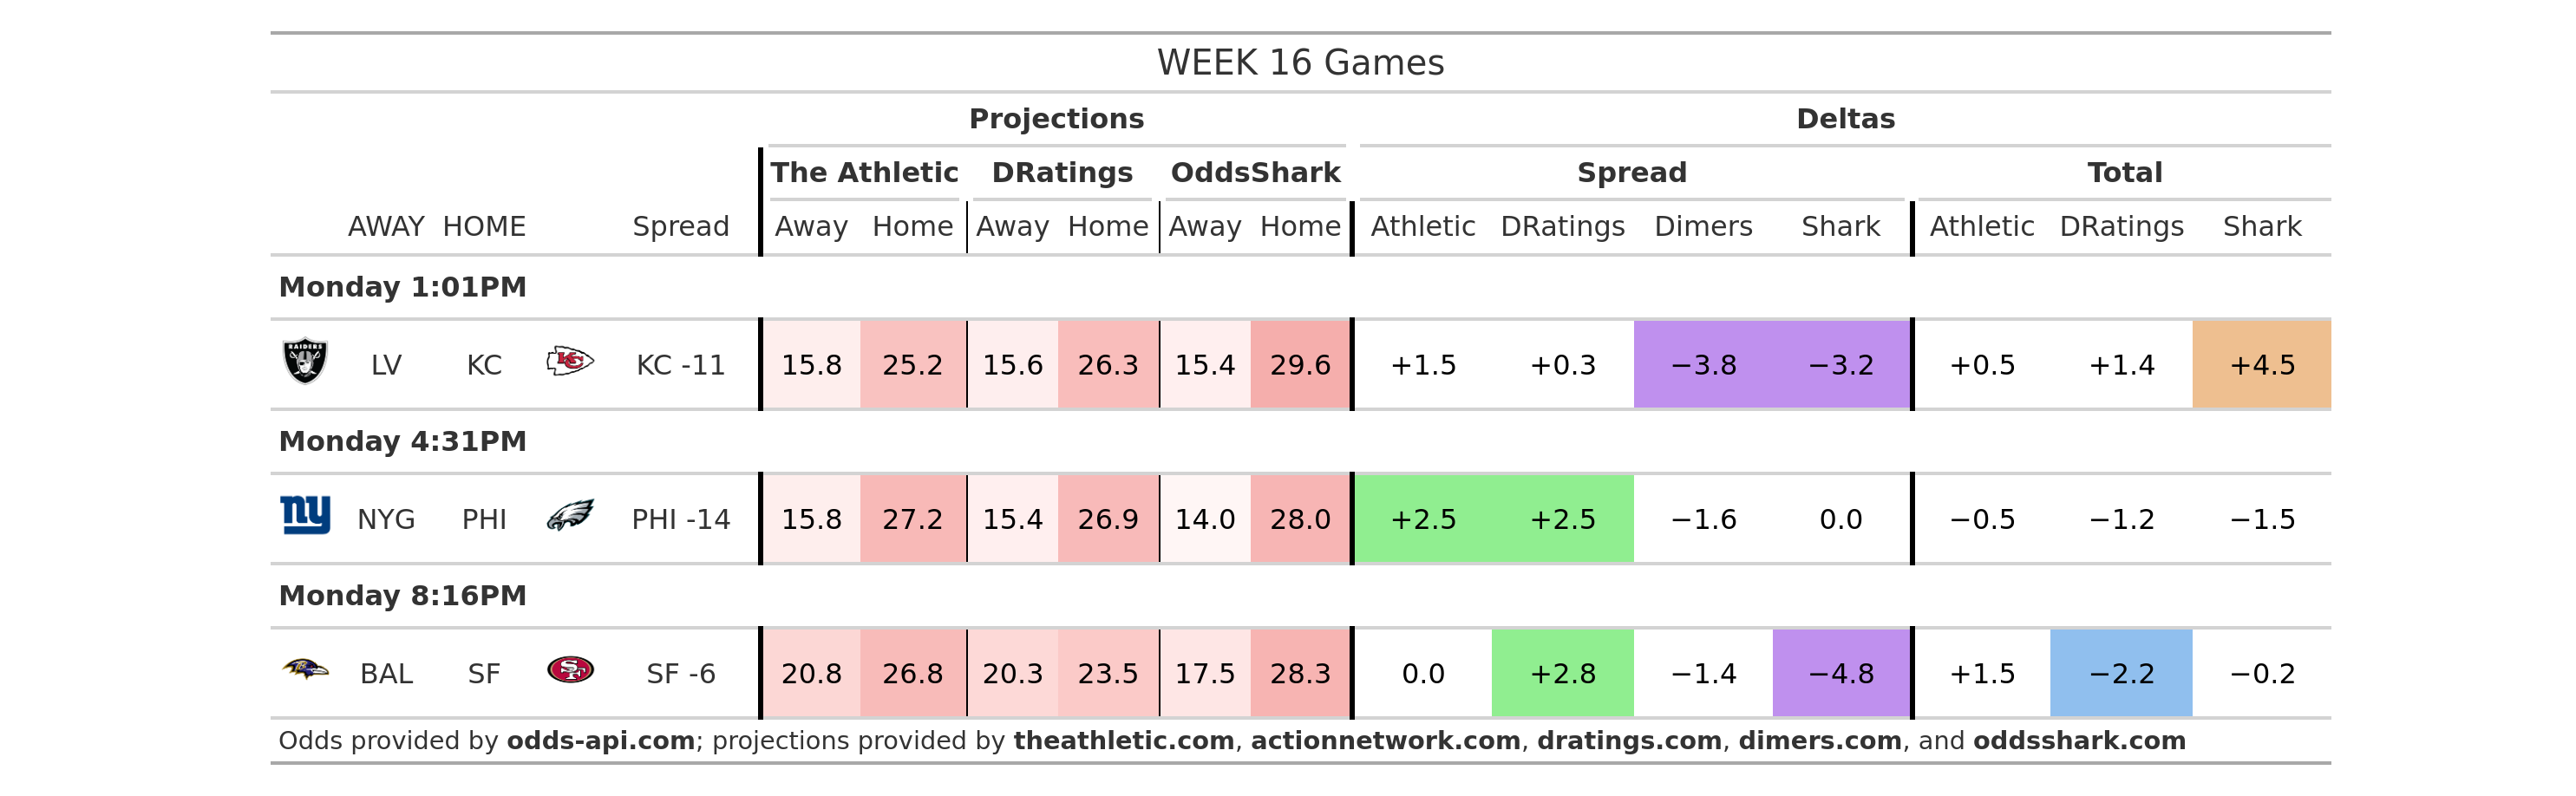 WEEK 16 Games
Projections Deltas
The Athletic DRatings OddsShark Spread Total
AWAY HOME Spread Away Home Away Home Away Home Athletic DRatings Dimers Shark Athletic DRatings Shark
Monday 1:01PM
RAIDERS LV KC KC KC -11 15.8 25.2 15.6 26.3 15.4 29.6 +1.5 +0.3 −3.8 −3.2 +0.5 +1.4 +4.5
Monday 4:31PM
ny NYG PHI PHI -14 15.8 27.2 15.4 26.9 14.0 28.0 +2.5 +2.5 −1.6 0.0 −0.5 −1.2 −1.5
Monday 8:16PM
BAL SF SF SF -6 20.8 26.8 20.3 23.5 17.5 28.3 0.0 +2.8 −1.4 −4.8 +1.5 −2.2 −0.2
Odds provided by odds-api.com; projections provided by theathletic.com, actionnetwork.com, dratings.com, dimers.com, and oddsshark.com